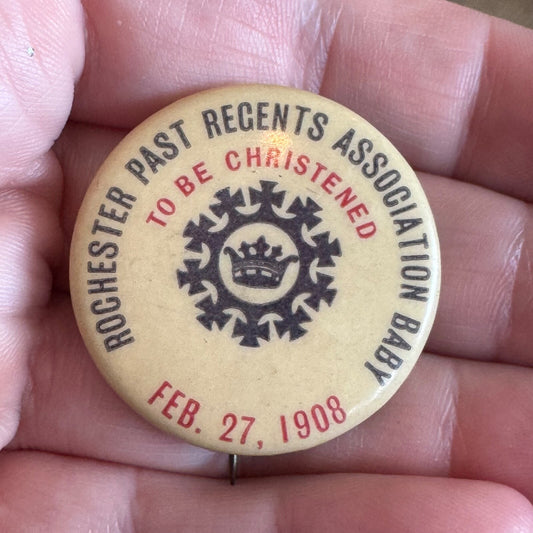 ROCHESTER PAST REGENTS ASSOCIATION BABY
TO BE CHRISTENED
FEB. 27, 1908